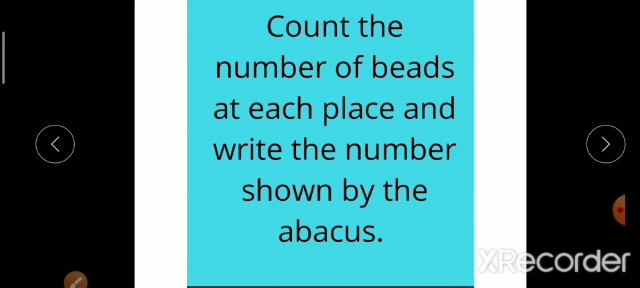 Count the
number of beads
at each place and
write the number
shown by the
abacus.
XRecorder